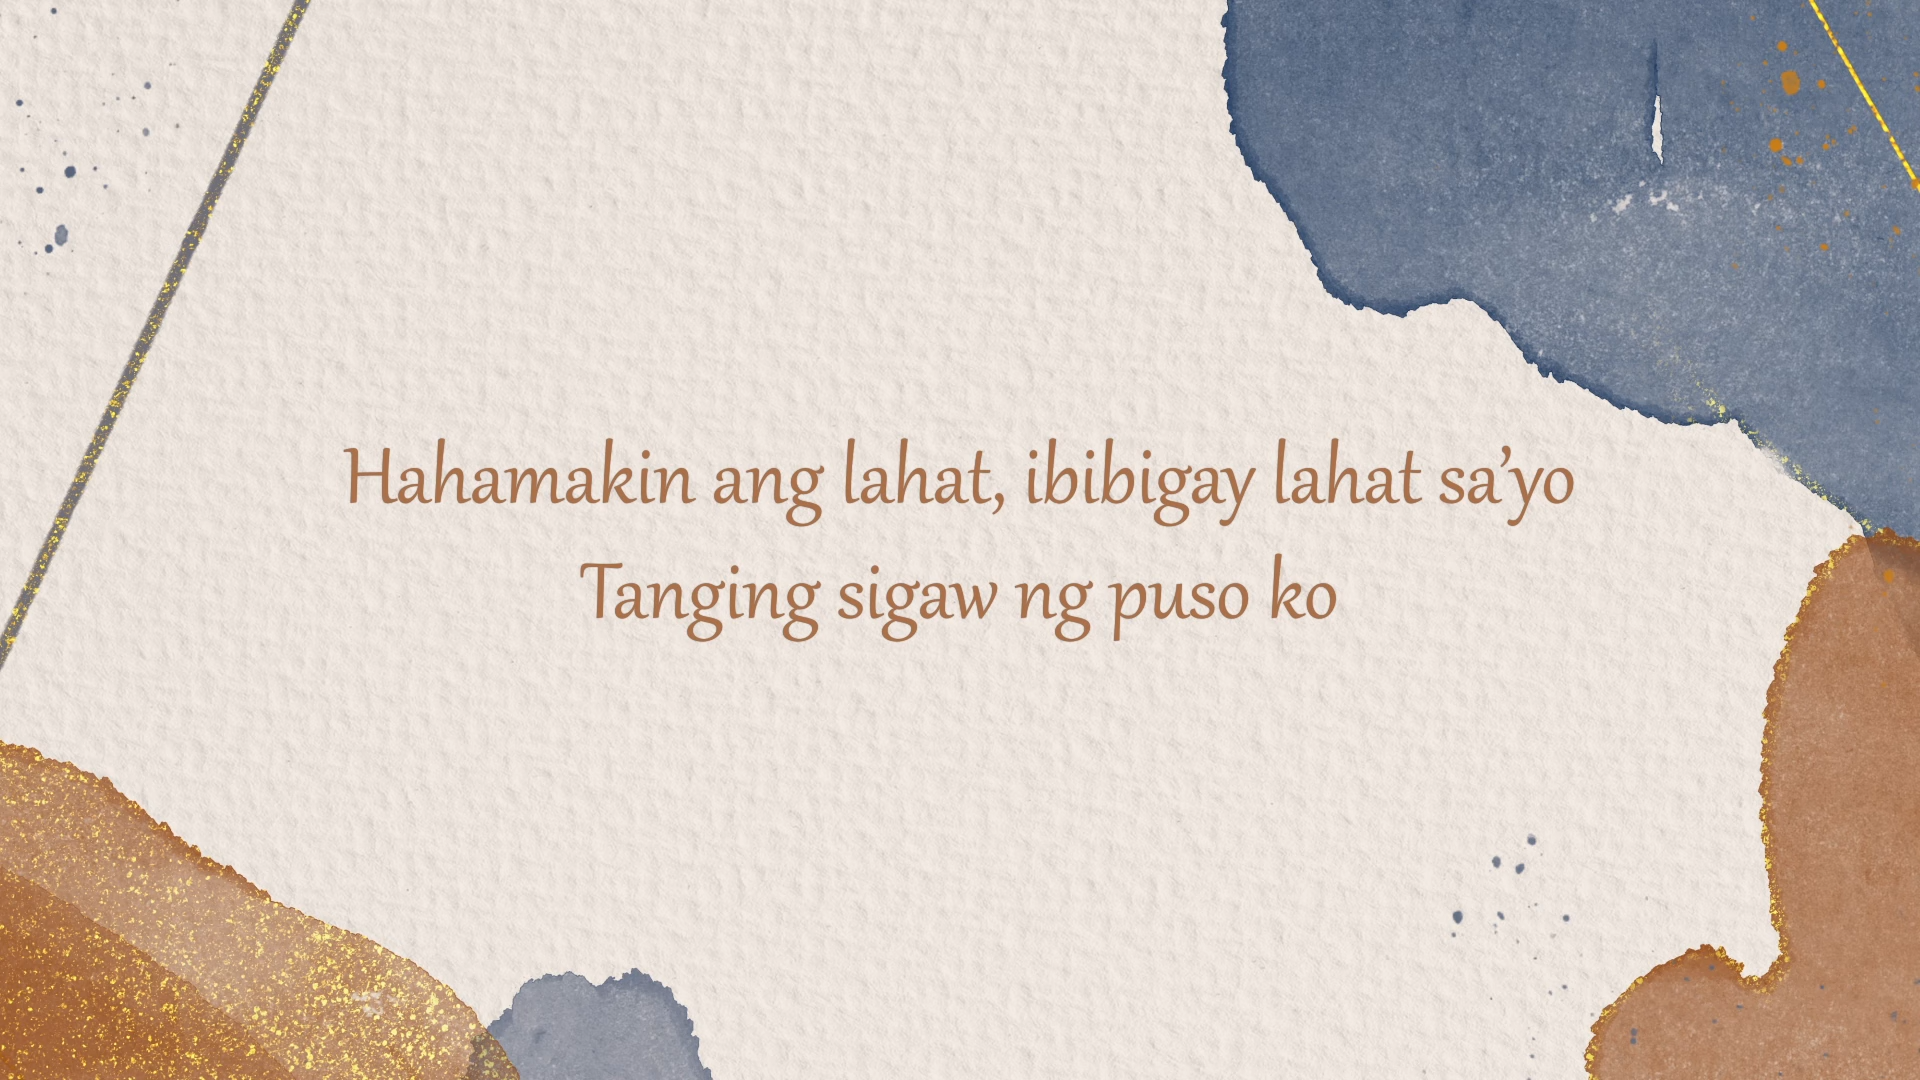 Hahamakin ang lahat, ibibigay lahat sa’yo
Tanging sigaw ng puso ko